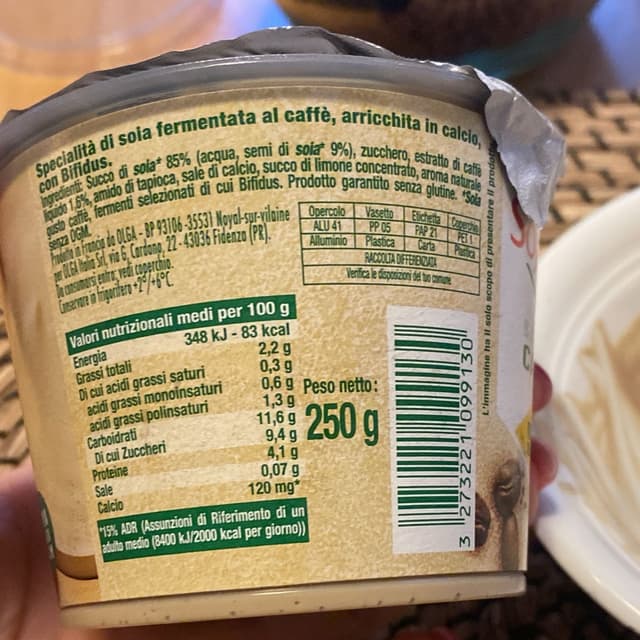 Specialità di soia fermentata al caffè, arricchita in calcio,
con Bifidus.
Ingredienti: Succo di soia* 85% (acqua, semi di soia* 9%), zucchero, estratto di caffè
liquido 1,6%, amido di tapioca, sale di calcio, succo di limone concentrato, aroma naturale
gusto caffè, fermenti selezionati di cui Bifidus. Prodotto garantito senza glutine. *Soia
senza OGM.
Prodotto in Francia da OLGA - BP 93106 -35531 Noyal-sur-vilaine
per OLGA Italia Srl, via G. Cardano, 22 - 43036 Fidenza (PR).
Da consumarsi entro: vedi coperchio
Conservare in frigorifero +2°/+6°C
Opercolo Vasetto Etichetta Coperchio
ALU 41 PP 05 PAP 21 PET 1
Alluminio Plastica Carta Plastica
RACCOLTA DIFFERENZIATA
Verifica le disposizioni del tuo comune
Valori nutrizionali medi per 100 g
Energia 348 kJ - 83 kcal
Grassi totali 2,2 g
Di cui acidi grassi saturi 0,3 g
acidi grassi monoinsaturi 0,6 g
acidi grassi polinsaturi 1,3 g
Carboidrati 11,6 g
Di cui Zuccheri 9,4 g
Proteine 4,1 g
Sale 0,07 g
Calcio 120 mg*
*15% ADR (Assunzioni di Riferimento di un
adulto medio (8400 kJ/2000 kcal per giorno))
Peso netto:
250 g
3 273221 099130
L'immagine ha il solo scopo di presentare il prodotto